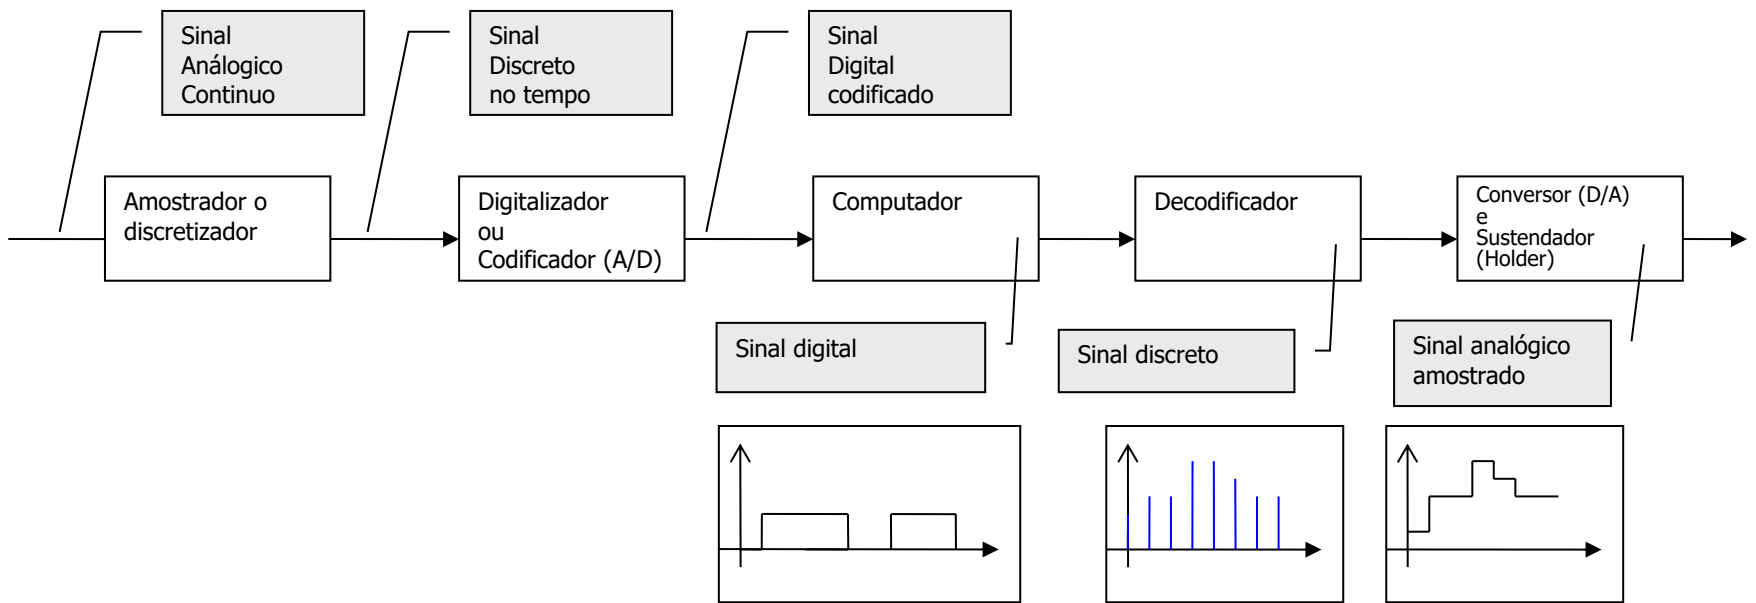 Sinal
Análogico
Continuo
Sinal
Discreto
no tempo
Sinal
Digital
codificado
Amostrador o
discretizador
Digitalizador
ou
Codificador (A/D)
Computador
Decodificador
Conversor (D/A)
e
Sustendador
(Holder)
Sinal digital
Sinal discreto
Sinal analógico
amostrado